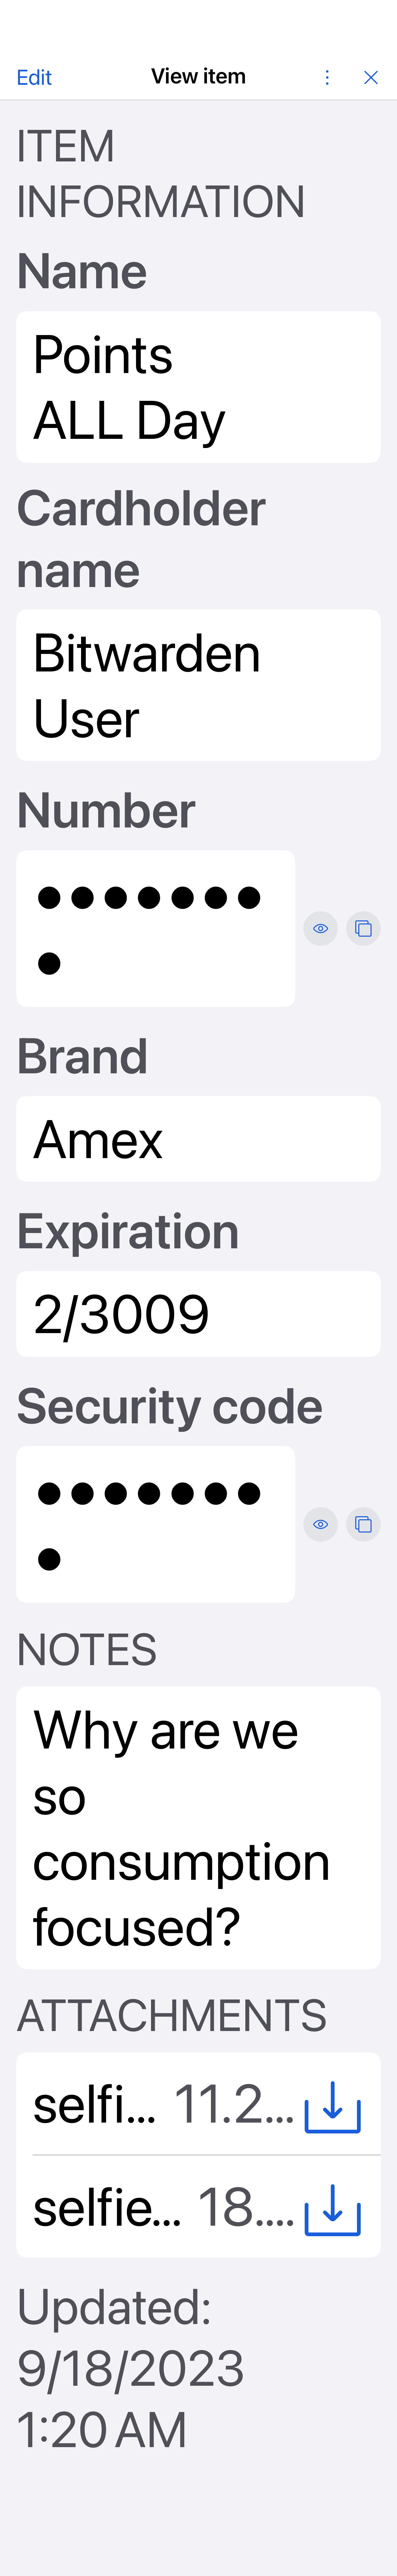 Edit View item
ITEM
INFORMATION
Name
Points
ALL Day
Cardholder
name
Bitwarden
User
Number
●●●●●●●
●
Brand
Amex
Expiration
2/3009
Security code
●●●●●●●
●
NOTES
Why are we
so
consumption
focused?
ATTACHMENTS
selfi... 11.2...
selfie... 18....
Updated:
9/18/2023
1:20 AM